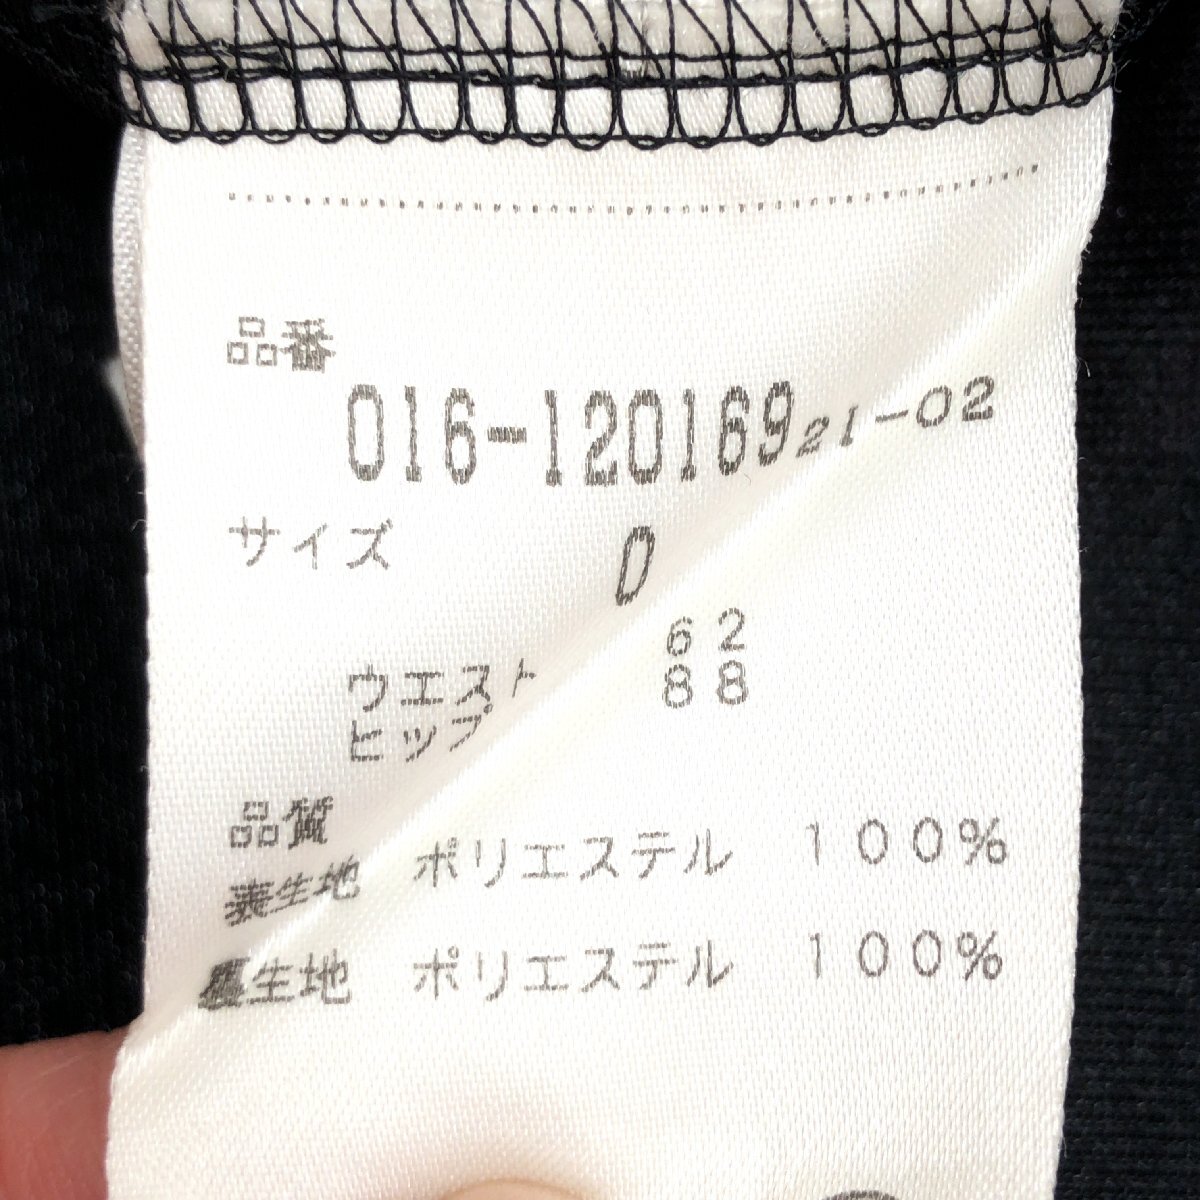 品番
016-120169 21-02
サイズ 0
ウエスト 62
ヒップ 88
品質
表生地 ポリエステル 100%
裏生地 ポリエステル 100%